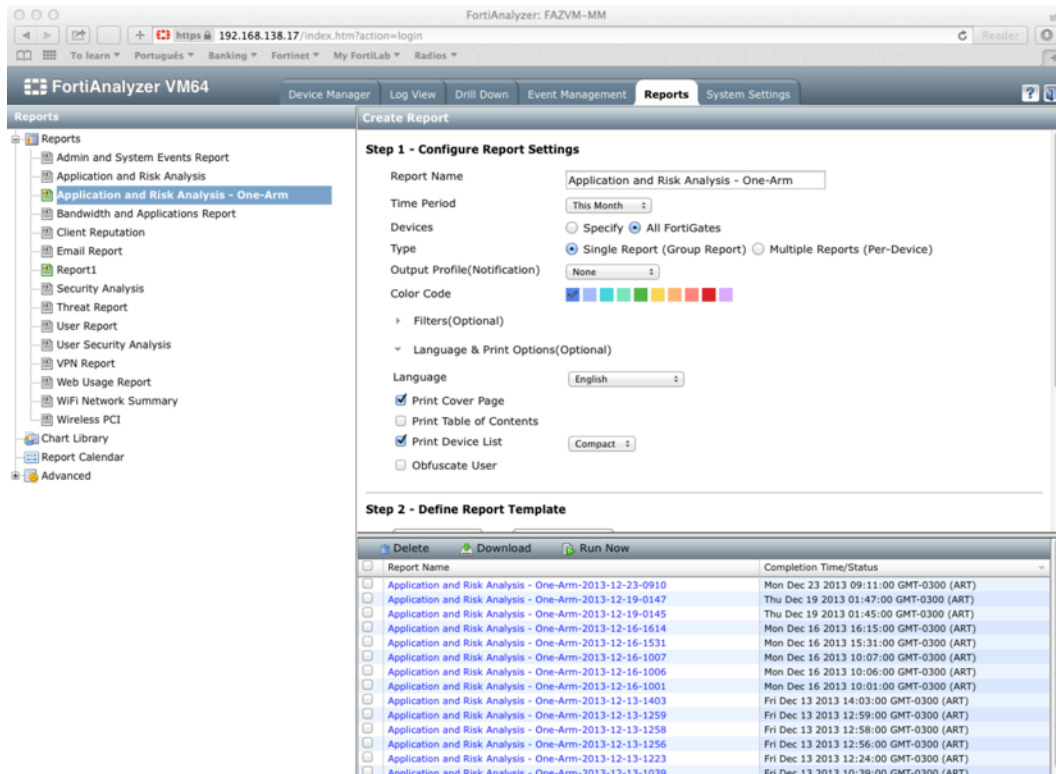 FortiAnalyzer: FAZVM-MM
https 192.168.138.17/index.htm?action=login
Reader
To learn Portugués Banking Fortinet My FortiLab Radios
FortiAnalyzer VM64
Device Manager Log View Drill Down Event Management Reports System Settings
?
Reports
Create Report
Reports
Admin and System Events Report
Application and Risk Analysis
Application and Risk Analysis - One-Arm
Bandwidth and Applications Report
Client Reputation
Email Report
Report1
Security Analysis
Threat Report
User Report
User Security Analysis
VPN Report
Web Usage Report
WiFi Network Summary
Wireless PCI
Chart Library
Report Calendar
Advanced
Step 1 - Configure Report Settings
Report Name Application and Risk Analysis - One-Arm
Time Period This Month
Devices Specify All FortiGates
Type Single Report (Group Report) Multiple Reports (Per-Device)
Output Profile(Notification) None
Color Code
Filters(Optional)
Language & Print Options(Optional)
Language English
Print Cover Page
Print Table of Contents
Print Device List Compact
Obfuscate User
Step 2 - Define Report Template
Delete Download Run Now
Report Name Completion Time/Status
Application and Risk Analysis - One-Arm-2013-12-23-0910 Mon Dec 23 2013 09:11:00 GMT-0300 (ART)
Application and Risk Analysis - One-Arm-2013-12-19-0147 Thu Dec 19 2013 01:47:00 GMT-0300 (ART)
Application and Risk Analysis - One-Arm-2013-12-19-0145 Thu Dec 19 2013 01:45:00 GMT-0300 (ART)
Application and Risk Analysis - One-Arm-2013-12-16-1614 Mon Dec 16 2013 16:15:00 GMT-0300 (ART)
Application and Risk Analysis - One-Arm-2013-12-16-1531 Mon Dec 16 2013 15:31:00 GMT-0300 (ART)
Application and Risk Analysis - One-Arm-2013-12-16-1007 Mon Dec 16 2013 10:07:00 GMT-0300 (ART)
Application and Risk Analysis - One-Arm-2013-12-16-1006 Mon Dec 16 2013 10:06:00 GMT-0300 (ART)
Application and Risk Analysis - One-Arm-2013-12-16-1001 Mon Dec 16 2013 10:01:00 GMT-0300 (ART)
Application and Risk Analysis - One-Arm-2013-12-13-1403 Fri Dec 13 2013 14:03:00 GMT-0300 (ART)
Application and Risk Analysis - One-Arm-2013-12-13-1259 Fri Dec 13 2013 12:59:00 GMT-0300 (ART)
Application and Risk Analysis - One-Arm-2013-12-13-1258 Fri Dec 13 2013 12:58:00 GMT-0300 (ART)
Application and Risk Analysis - One-Arm-2013-12-13-1256 Fri Dec 13 2013 12:56:00 GMT-0300 (ART)
Application and Risk Analysis - One-Arm-2013-12-13-1223 Fri Dec 13 2013 12:24:00 GMT-0300 (ART)
Application and Risk Analysis - One-Arm-2013-12-13-1039 Fri Dec 13 2013 10:39:00 GMT-0300 (ART)